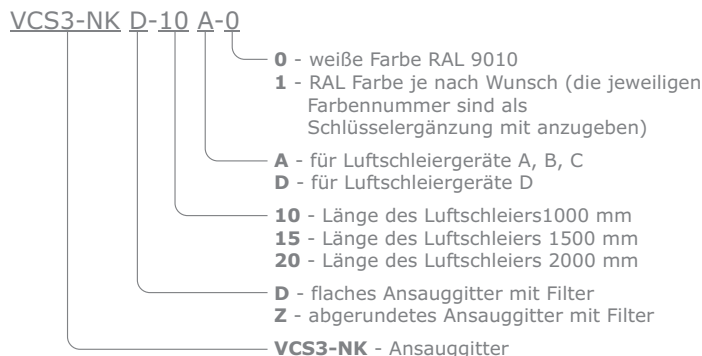 VCS3-NK D-10 A-0
0 - weiße Farbe RAL 9010
1 - RAL Farbe je nach Wunsch (die jeweiligen
Farbennummer sind als
Schlüsselergänzung mit anzugeben)
A - für Luftschleiergeräte A, B, C
D - für Luftschleiergeräte D
10 - Länge des Luftschleiers1000 mm
15 - Länge des Luftschleiers 1500 mm
20 - Länge des Luftschleiers 2000 mm
D - flaches Ansauggitter mit Filter
Z - abgerundetes Ansauggitter mit Filter
VCS3-NK - Ansauggitter